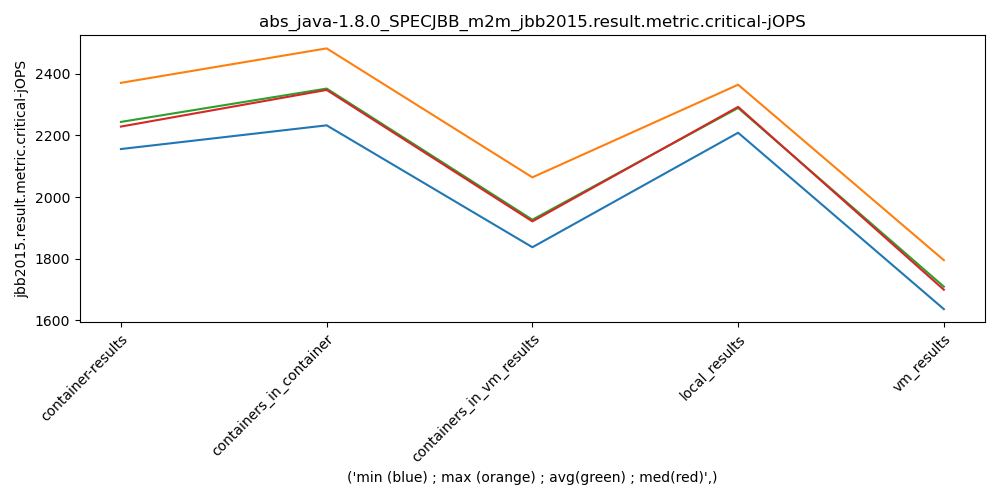 abs_java-1.8.0_SPECJBB_m2m_jbb2015.result.metric.critical-jOPS
jbb2015.result.metric.critical-jOPS
2400
2200
2000
1800
1600
container-results
containers_in_container
containers_in_vm_results
local_results
vm_results
('min (blue) ; max (orange) ; avg(green) ; med(red)',)